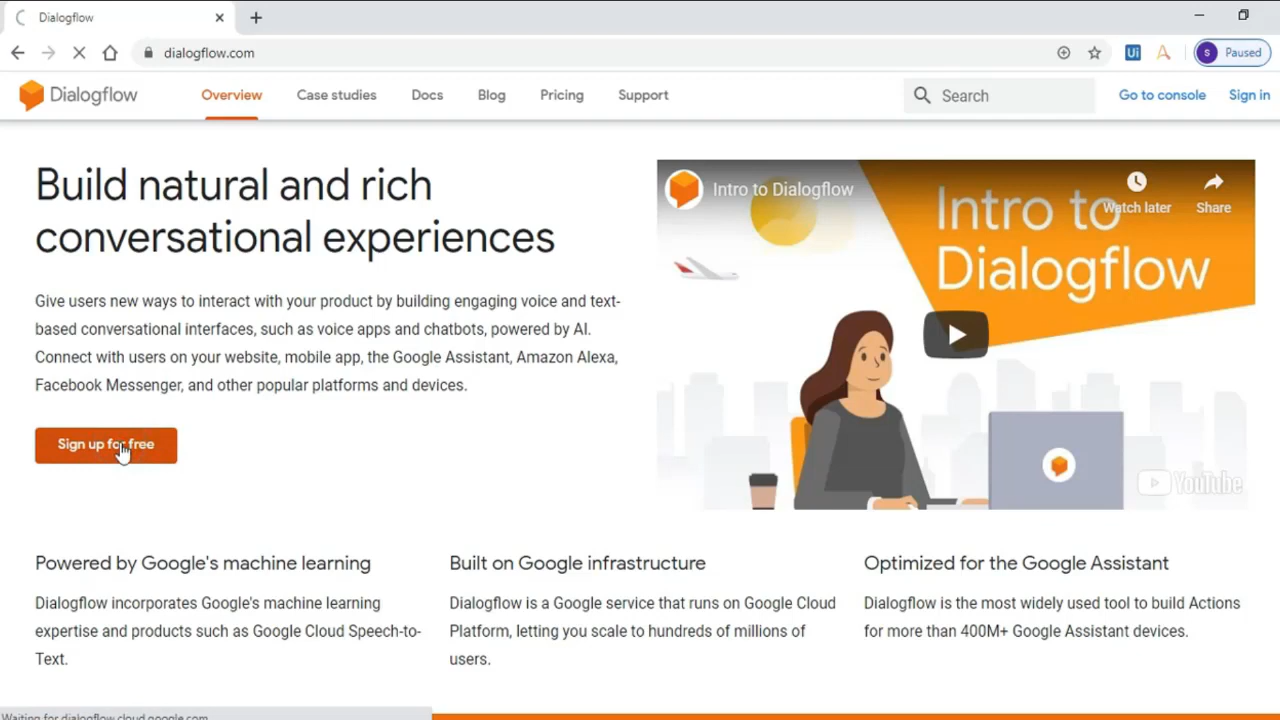 Dialogflow
dialogflow.com
Ui
s
Paused
Dialogflow
Overview
Case studies
Docs
Blog
Pricing
Support
Search
Go to console
Sign in
Build natural and rich
conversational experiences
Give users new ways to interact with your product by building engaging voice and text-
based conversational interfaces, such as voice apps and chatbots, powered by AI.
Connect with users on your website, mobile app, the Google Assistant, Amazon Alexa,
Facebook Messenger, and other popular platforms and devices.
Sign up for free
Intro to Dialogflow
Watch later
Share
Intro to
Dialogflow
YouTube
Powered by Google's machine learning
Dialogflow incorporates Google's machine learning
expertise and products such as Google Cloud Speech-to-
Text.
Built on Google infrastructure
Dialogflow is a Google service that runs on Google Cloud
Platform, letting you scale to hundreds of millions of
users.
Optimized for the Google Assistant
Dialogflow is the most widely used tool to build Actions
for more than 400M+ Google Assistant devices.
Waiting for dialogflow.cloud.google.com